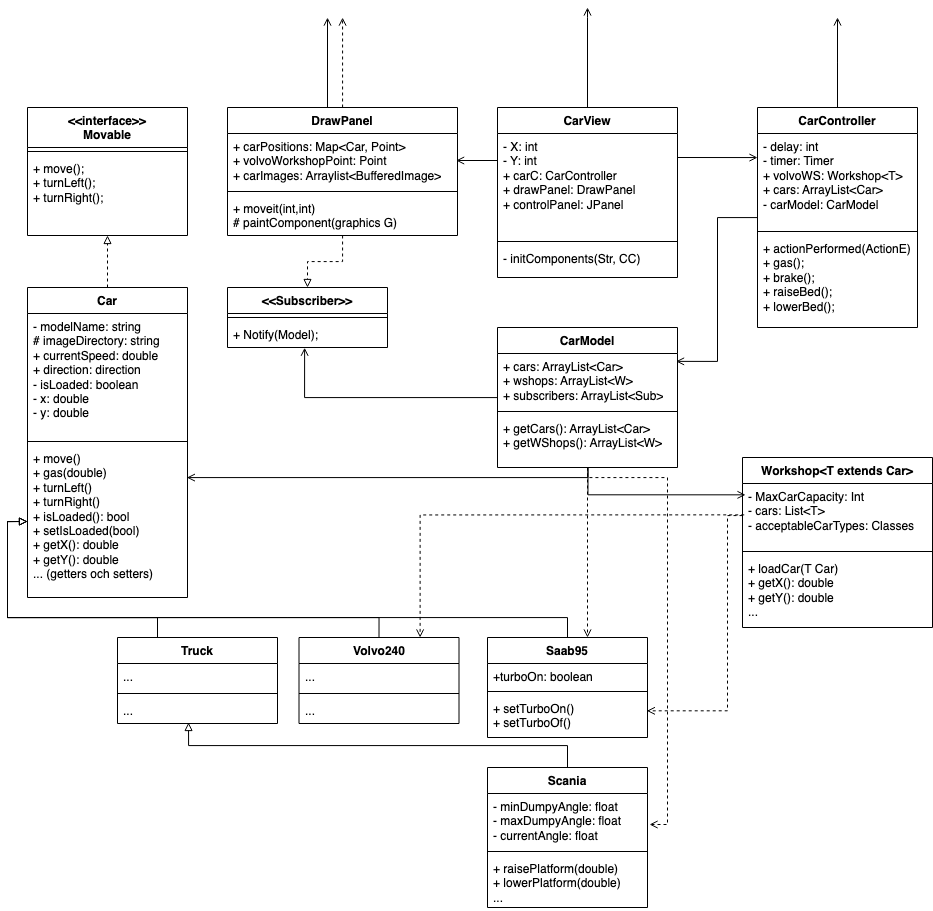 <<interface>>
Movable
+ move();
+ turnLeft();
+ turnRight();
DrawPanel
+ carPositions: Map<Car, Point>
+ volvoWorkshopPoint: Point
+ carImages: Arraylist<BufferedImage>
+ moveit(int,int)
# paintComponent(graphics G)
CarView
- X: int
- Y: int
+ carC: CarController
+ drawPanel: DrawPanel
+ controlPanel: JPanel
- initComponents(Str, CC)
CarController
- delay: int
- timer: Timer
+ volvoWS: Workshop<T>
+ cars: ArrayList<Car>
- carModel: CarModel
+ actionPerformed(ActionE)
+ gas();
+ brake();
+ raiseBed();
+ lowerBed();
Car
- modelName: string
# imageDirectory: string
+ currentSpeed: double
+ direction: direction
- isLoaded: boolean
- x: double
- y: double
+ move()
+ gas(double)
+ turnLeft()
+ turnRight()
+ isLoaded(): bool
+ setIsLoaded(bool)
+ getX(): double
+ getY(): double
... (getters och setters)
<<Subscriber>>
+ Notify(Model);
CarModel
+ cars: ArrayList<Car>
+ wshops: ArrayList<W>
+ subscribers: ArrayList<Sub>
+ getCars(): ArrayList<Car>
+ getWShops(): ArrayList<W>
Workshop<T extends Car>
- MaxCarCapacity: Int
- cars: List<T>
- acceptableCarTypes: Classes
+ loadCar(T Car)
+ getX(): double
+ getY(): double
...
Truck
...
...
Volvo240
...
...
Saab95
+turboOn: boolean
+ setTurboOn()
+ setTurboOf()
Scania
- minDumpyAngle: float
- maxDumpyAngle: float
- currentAngle: float
+ raisePlatform(double)
+ lowerPlatform(double)
...